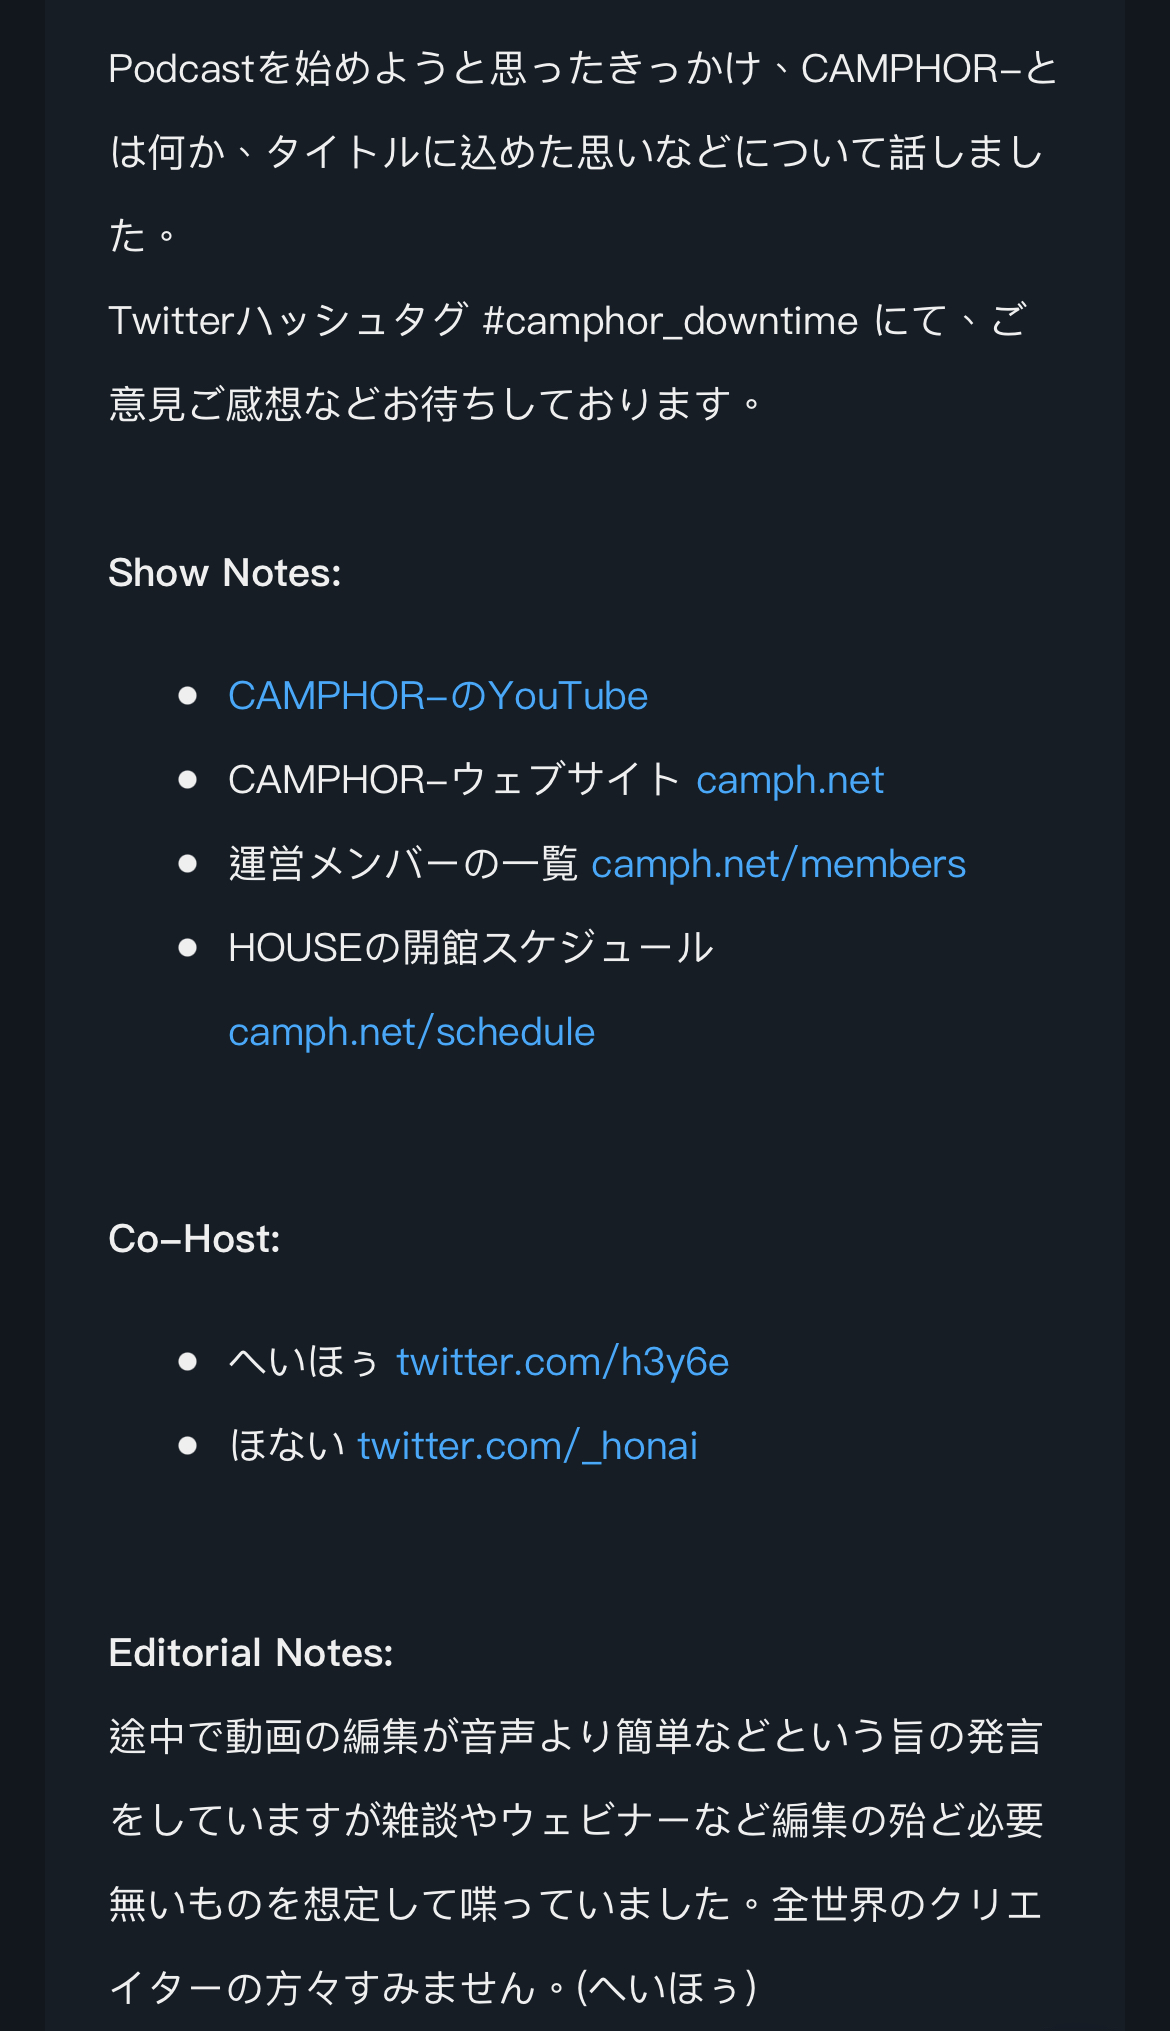 Podcastを始めようと思ったきっかけ、CAMPHOR-と
は何か、タイトルに込めた思いなどについて話しまし
た。
Twitterハッシュタグ #camphor_downtime にて、ご
意見ご感想などお待ちしております。
Show Notes:
● CAMPHOR-のYouTube
● CAMPHOR-ウェブサイト camph.net
● 運営メンバーの一覧 camph.net/members
● HOUSEの開館スケジュール
camph.net/schedule
Co-Host:
● へいほぅ twitter.com/h3y6e
● ほない twitter.com/_honai
Editorial Notes:
途中で動画の編集が音声より簡単などという旨の発言
をしていますが雑談やウェビナーなど編集の殆ど必要
無いものを想定して喋っていました。全世界のクリエ
イターの方々すみません。(へいほぅ)